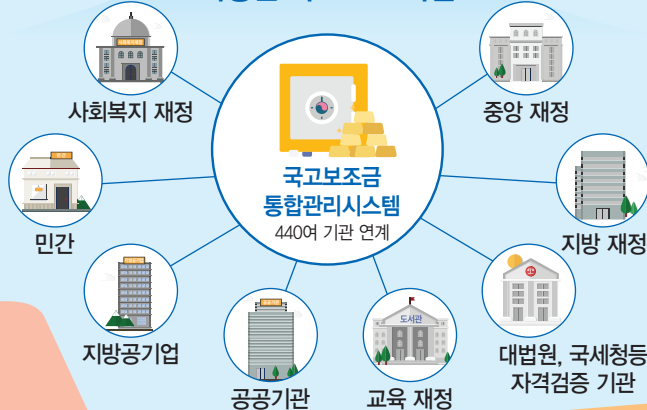 사회복지 재정
중앙 재정
국고보조금
통합관리시스템
440여 기관 연계
민간
지방 재정
지방공기업
도서관
대법원, 국세청등
자격검증 기관
공공기관
교육 재정